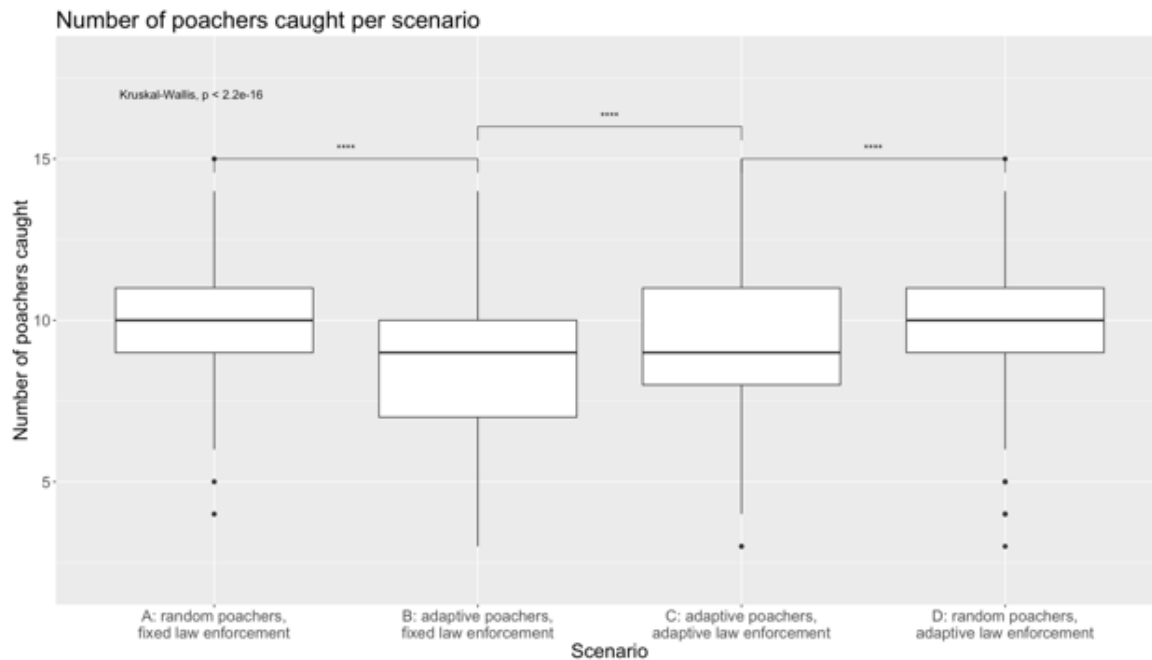 Number of poachers caught per scenario
Kruskal-Wallis, p < 2.2e-16
****
****
****
15
10
5
Number of poachers caught
A: random poachers,
fixed law enforcement
B: adaptive poachers,
fixed law enforcement
C: adaptive poachers,
adaptive law enforcement
D: random poachers,
adaptive law enforcement
Scenario